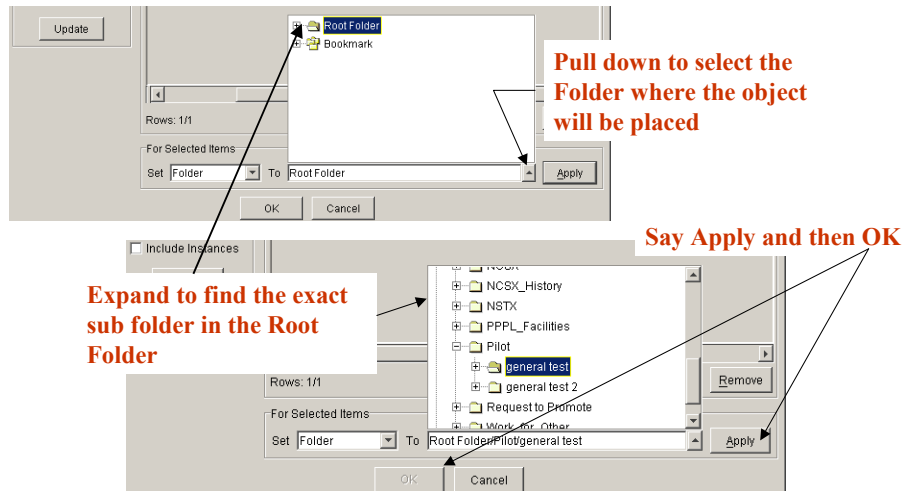 Update
Root Folder
Bookmark
Pull down to select the
Folder where the object
will be placed
Rows: 1/1
For Selected Items
Set Folder To Root Folder Apply
OK Cancel
Say Apply and then OK
Include Instances
Expand to find the exact
sub folder in the Root
Folder
NCSX
NCSX_History
NSTX
PPPL_Facilities
Pilot
general test
general test 2
Request to Promote
Work_for_Other
Rows: 1/1
Remove
For Selected Items
Set Folder To Root Folder/Pilot/general test Apply
OK Cancel